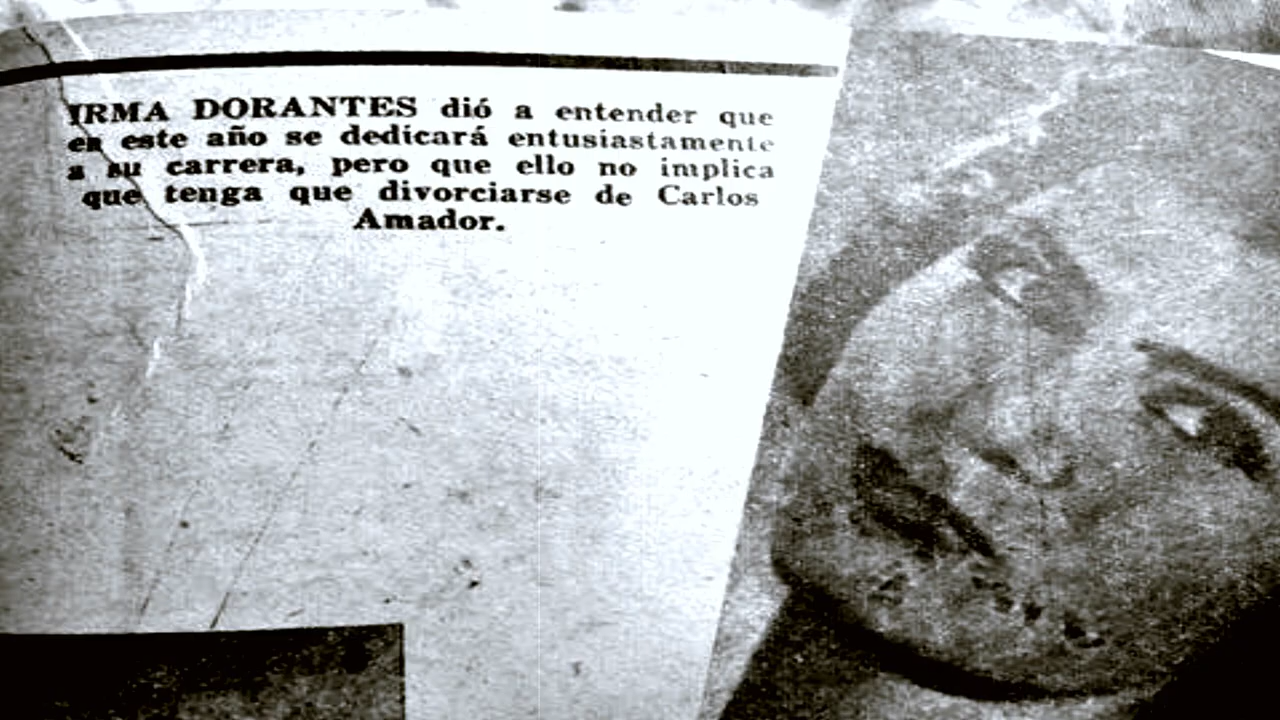 IRMA DORANTES dió a entender que
en este año se dedicará entusiastamente
a su carrera, pero que ello no implica
que tenga que divorciarse de Carlos
Amador.